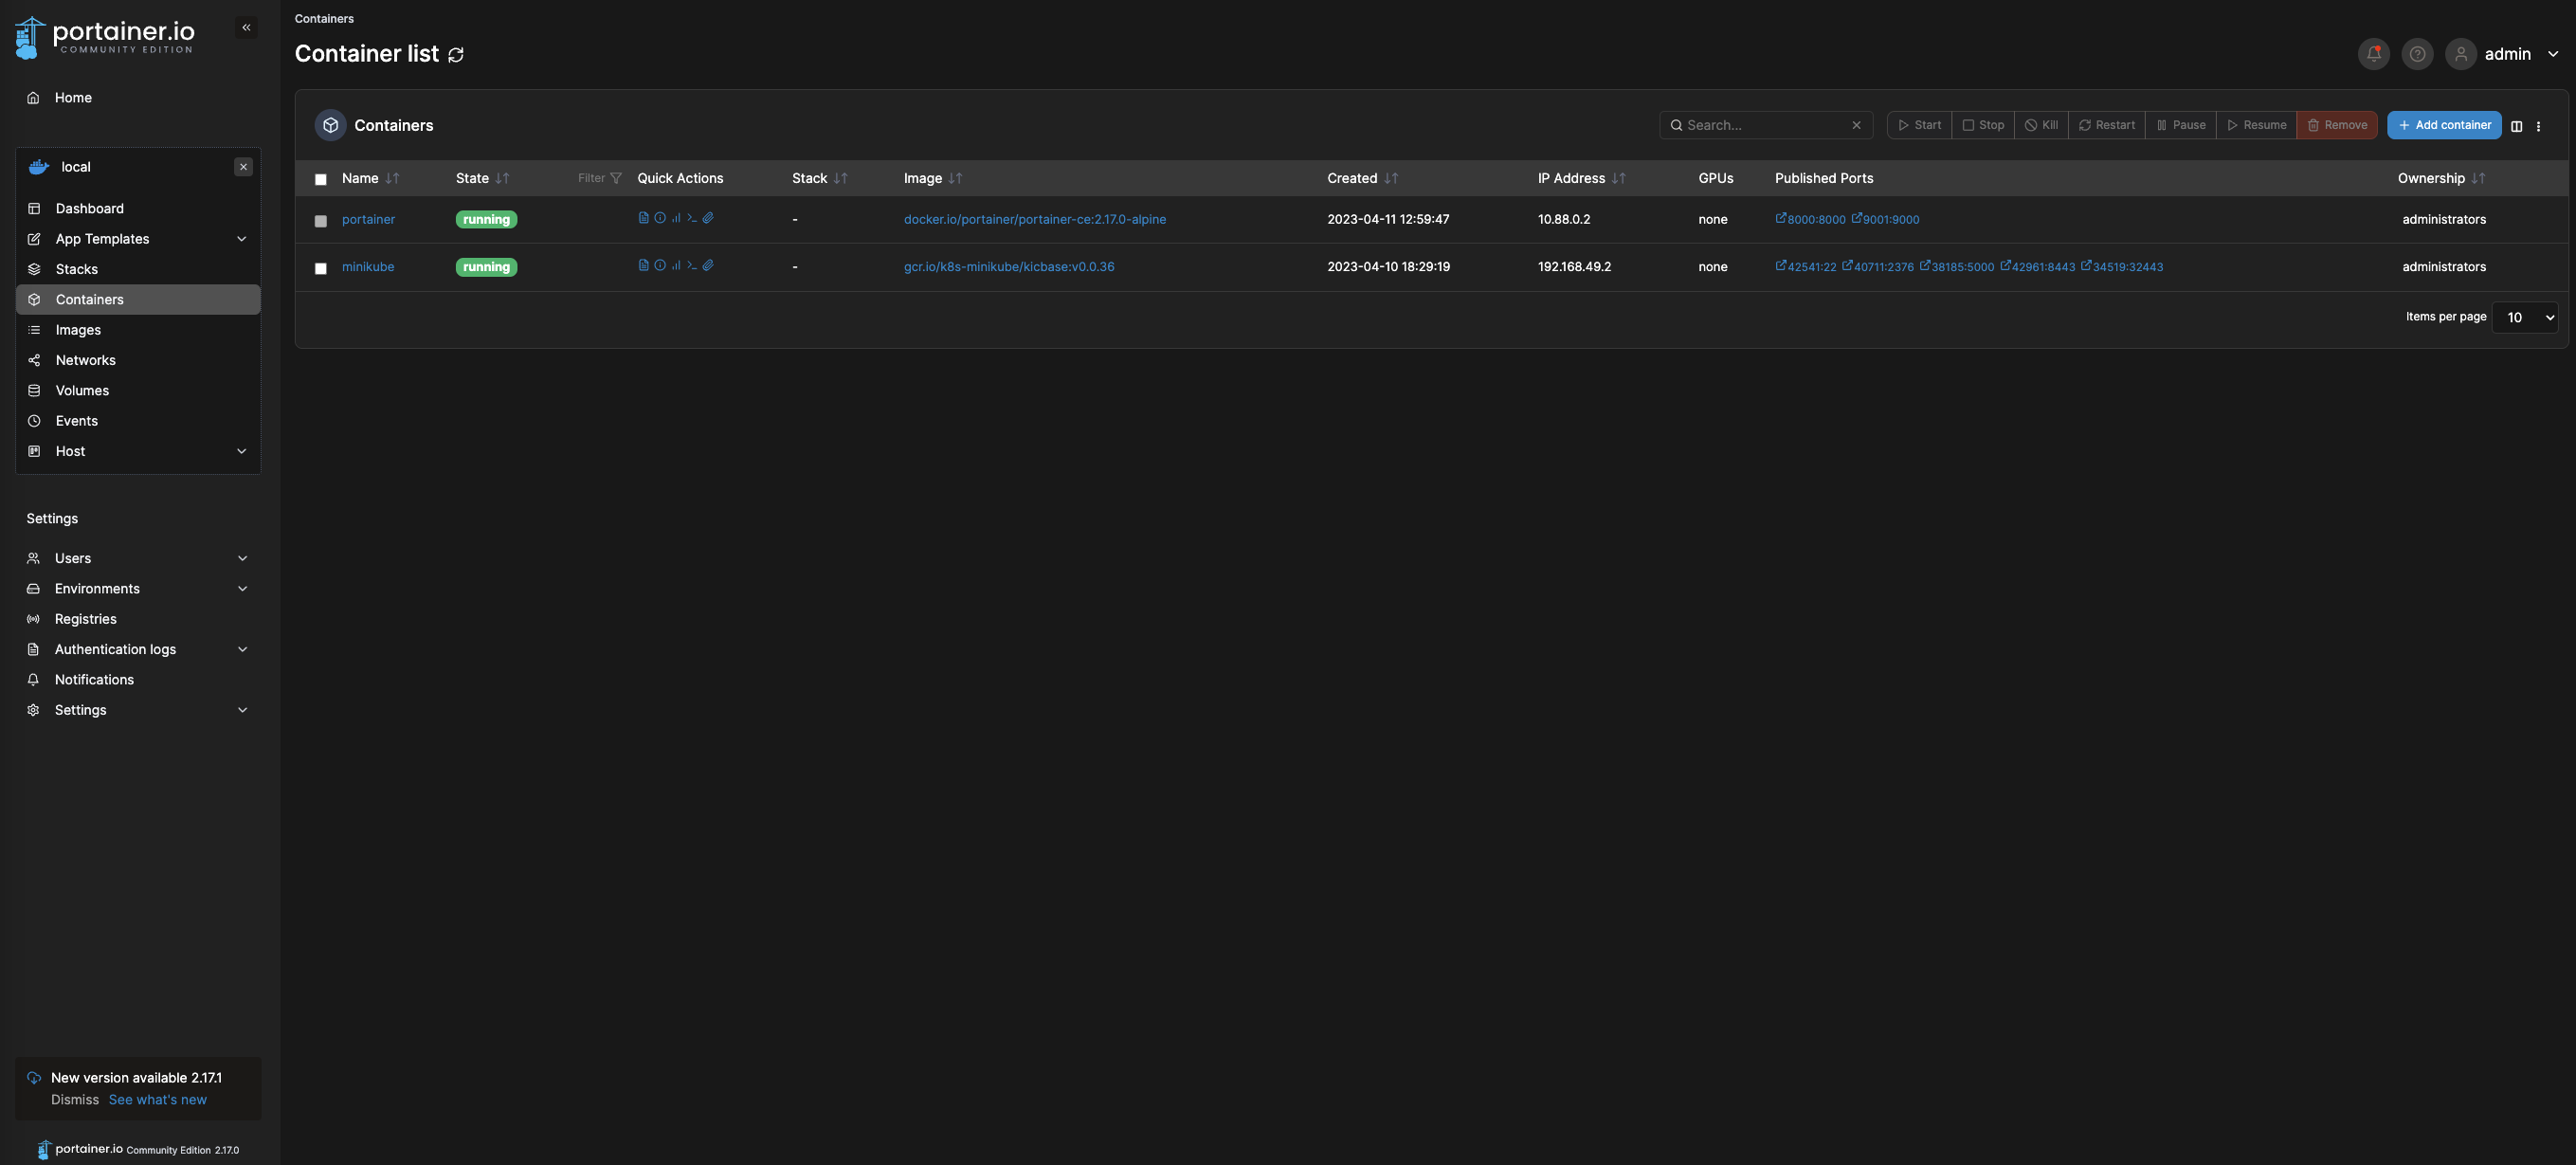 portainer.io
COMMUNITY EDITION
Home
local
Dashboard
App Templates
Stacks
Containers
Images
Networks
Volumes
Events
Host
Settings
Users
Environments
Registries
Authentication logs
Notifications
Settings
New version available 2.17.1
Dismiss See what's new
portainer.io Community Edition 2.17.0
Containers
Container list
admin
Containers
Search... Start Stop Kill Restart Pause Resume Remove Add container
Name State Filter Quick Actions Stack Image Created IP Address GPUs Published Ports Ownership
portainer running - docker.io/portainer/portainer-ce:2.17.0-alpine 2023-04-11 12:59:47 10.88.0.2 none 8000:8000 9001:9000 administrators
minikube running - gcr.io/k8s-minikube/kicbase:v0.0.36 2023-04-10 18:29:19 192.168.49.2 none 42541:22 40711:2376 38185:5000 42961:8443 34519:32443 administrators
Items per page 10